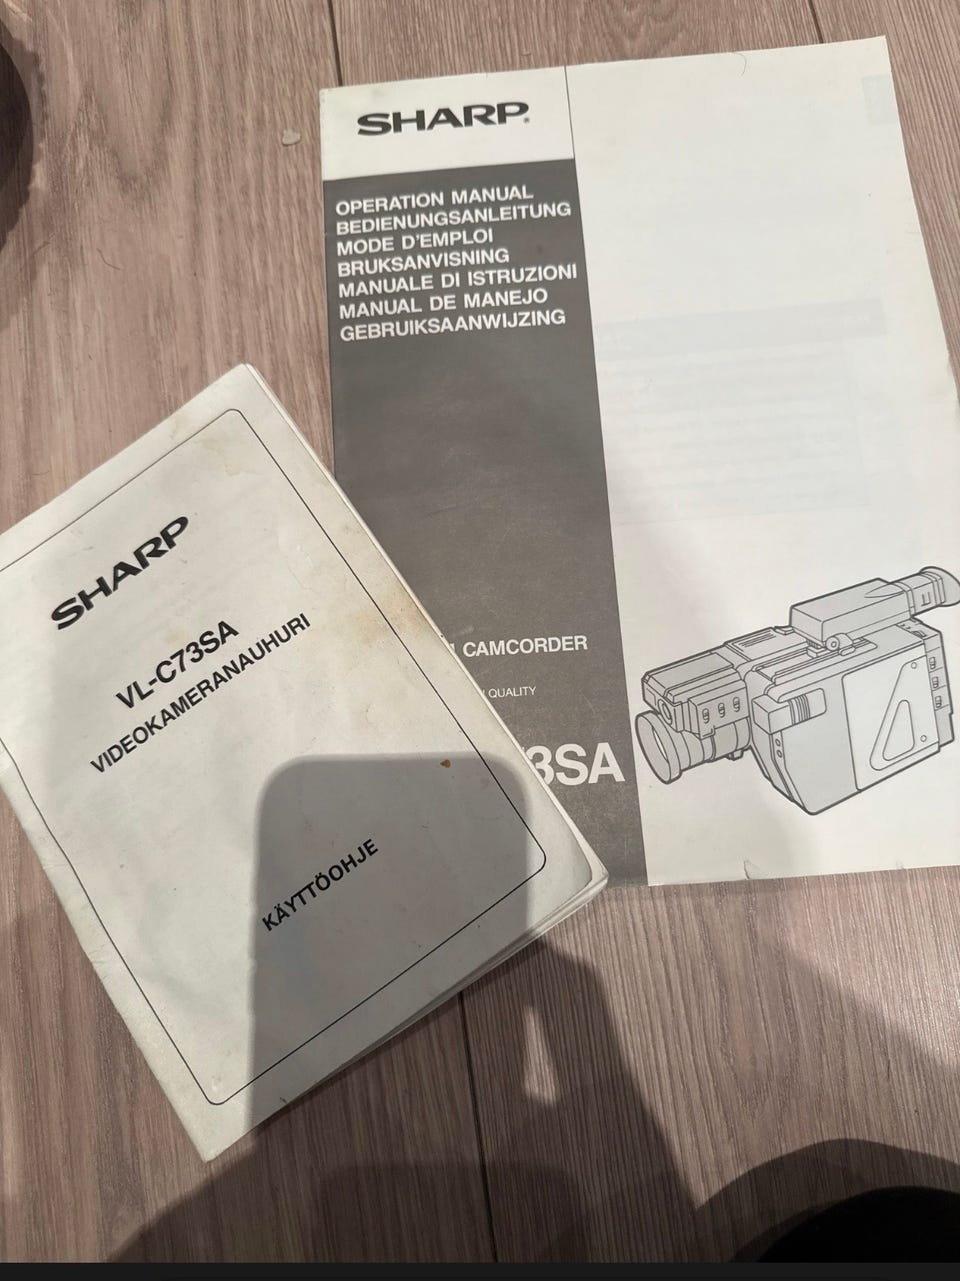 SHARP
OPERATION MANUAL
BEDIENUNGSANLEITUNG
MODE D'EMPLOI
BRUKSANVISNING
MANUALE DI ISTRUZIONI
MANUAL DE MANEJO
GEBRUIKSAANWIJZING
CAMCORDER
QUALITY
3SA
SHARP
VL-C73SA
VIDEOKAMERANAUHURI
KÄYTTÖOHJE